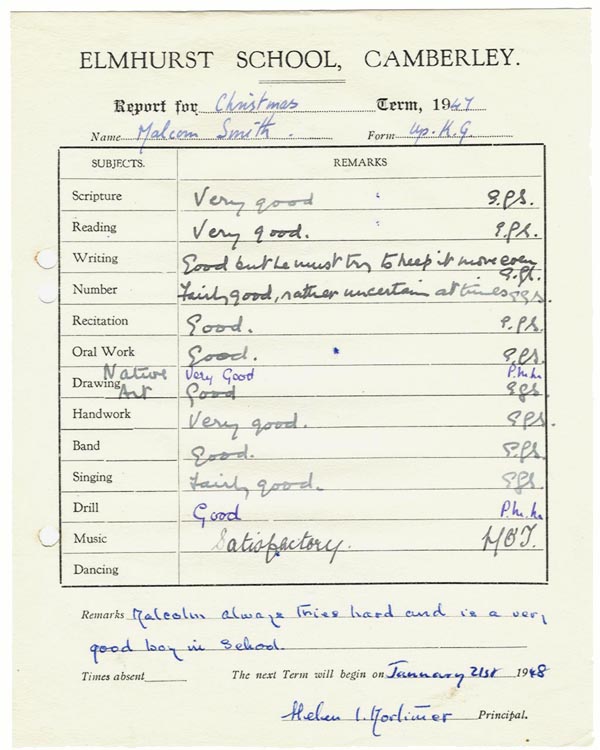 ELMHURST SCHOOL, CAMBERLEY.
Report for Christmas Term, 1947
Name Malcom Smith. Form Up. K.G.
SUBJECTS. REMARKS
Scripture Very good E.P.S.
Reading Very good. E.P.S.
Writing Good but he must try to keep it more even E.P.S.
Number Fairly good, rather uncertain at times E.P.S.
Recitation Good. E.P.S.
Oral Work Good. E.P.S.
Nature Very Good P.M.M.
Drawing Art Good E.P.S.
Handwork Very good. E.P.S.
Band Good. E.P.S.
Singing Fairly good. E.P.S.
Drill Good P.M.M.
Music Satisfactory.
Dancing
Remarks Malcolm always tries hard and is a very
good boy in School.
Times absent The next Term will begin on January 21st 1948
Helen I. Mortimer Principal.